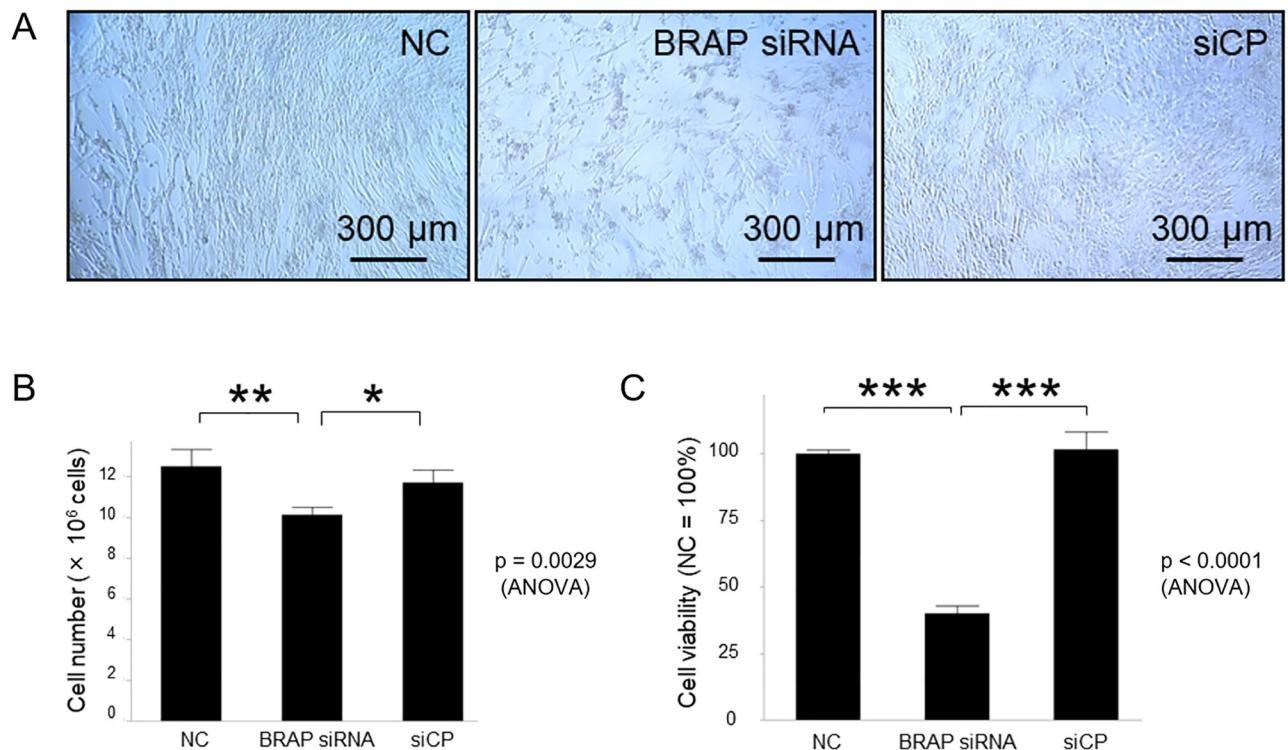 A
NC
BRAP siRNA
siCP
300 µm
300 µm
300 µm
B
** *
Cell number ( × 10⁶ cells)
12
10
8
6
4
2
0
NC BRAP siRNA siCP
p = 0.0029
(ANOVA)
C
*** ***
Cell viability (NC = 100%)
100
75
50
25
0
NC BRAP siRNA siCP
p < 0.0001
(ANOVA)